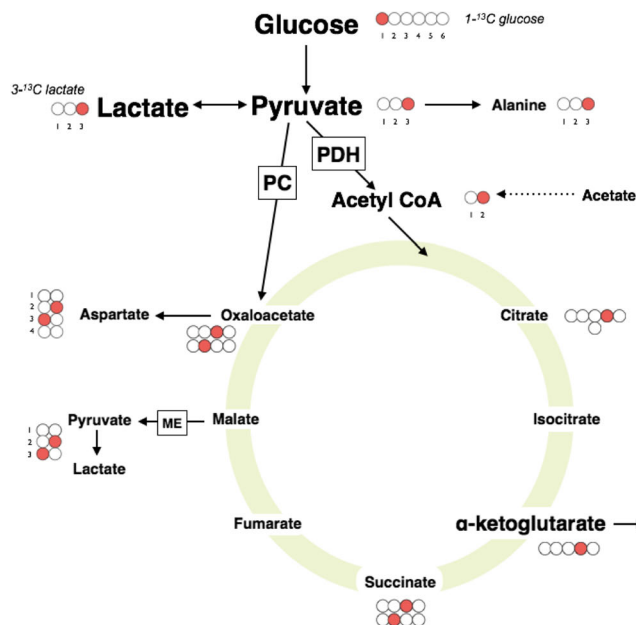 Glucose
1-¹³C glucose
1 2 3 4 5 6
3-¹³C lactate
Lactate
1 2 3
Pyruvate
1 2 3
Alanine
1 2 3
PDH
PC
Acetyl CoA
1 2
Acetate
1
2
3
4
Aspartate
Oxaloacetate
Citrate
1
2
3
Pyruvate
ME
Malate
Isocitrate
Lactate
Fumarate
α-ketoglutarate
Succinate